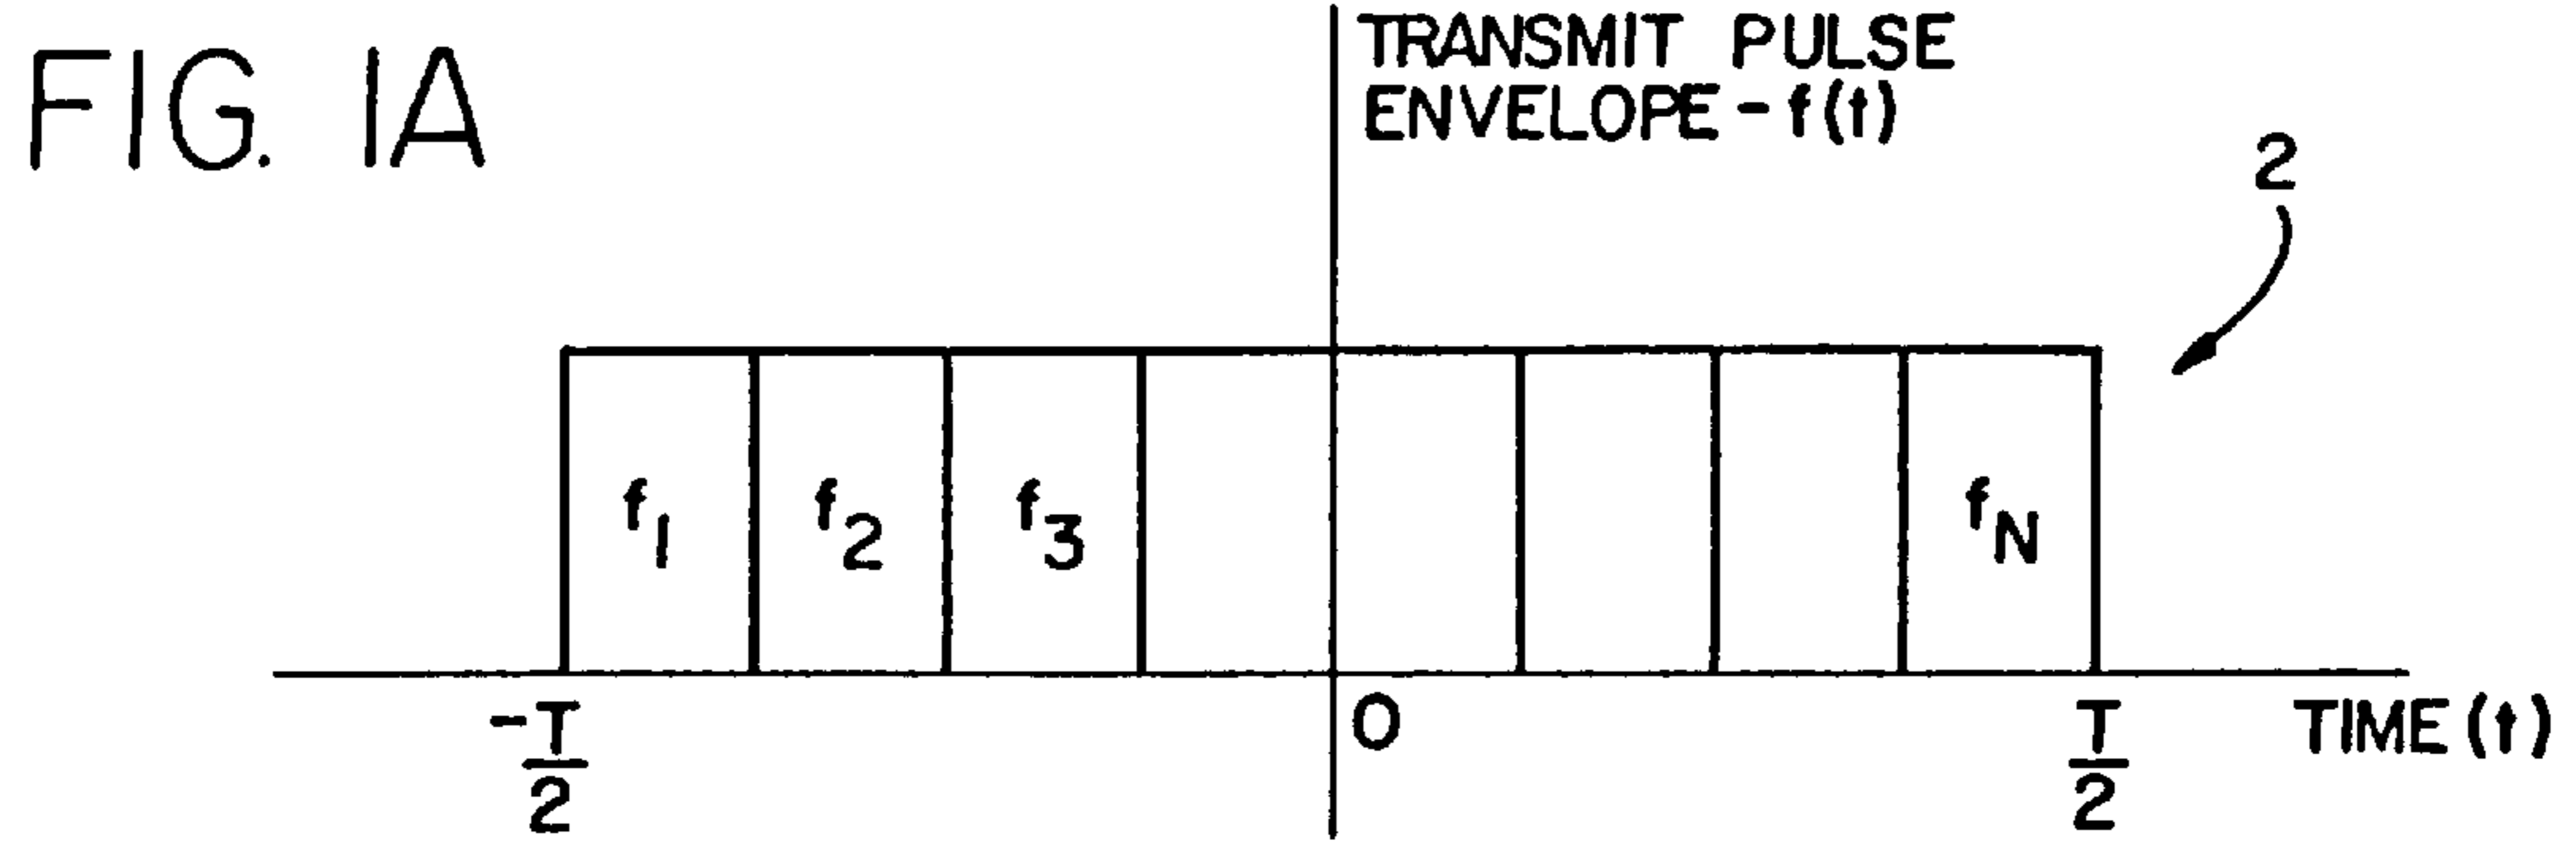 FIG. 1A
TRANSMIT PULSE
ENVELOPE - f(t)
2
f1
f2
f3
fN
-T/2
0
T/2
TIME (t)